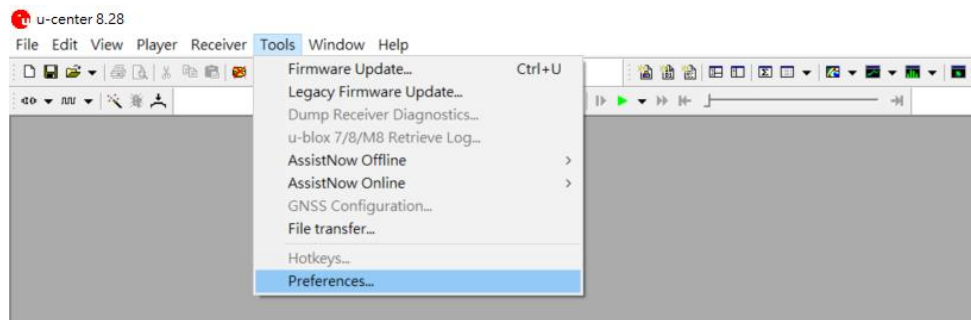 u-center 8.28
File Edit View Player Receiver Tools Window Help
Firmware Update... Ctrl+U
Legacy Firmware Update...
Dump Receiver Diagnostics...
u-blox 7/8/M8 Retrieve Log...
AssistNow Offline
AssistNow Online
GNSS Configuration...
File transfer...
Hotkeys...
Preferences...